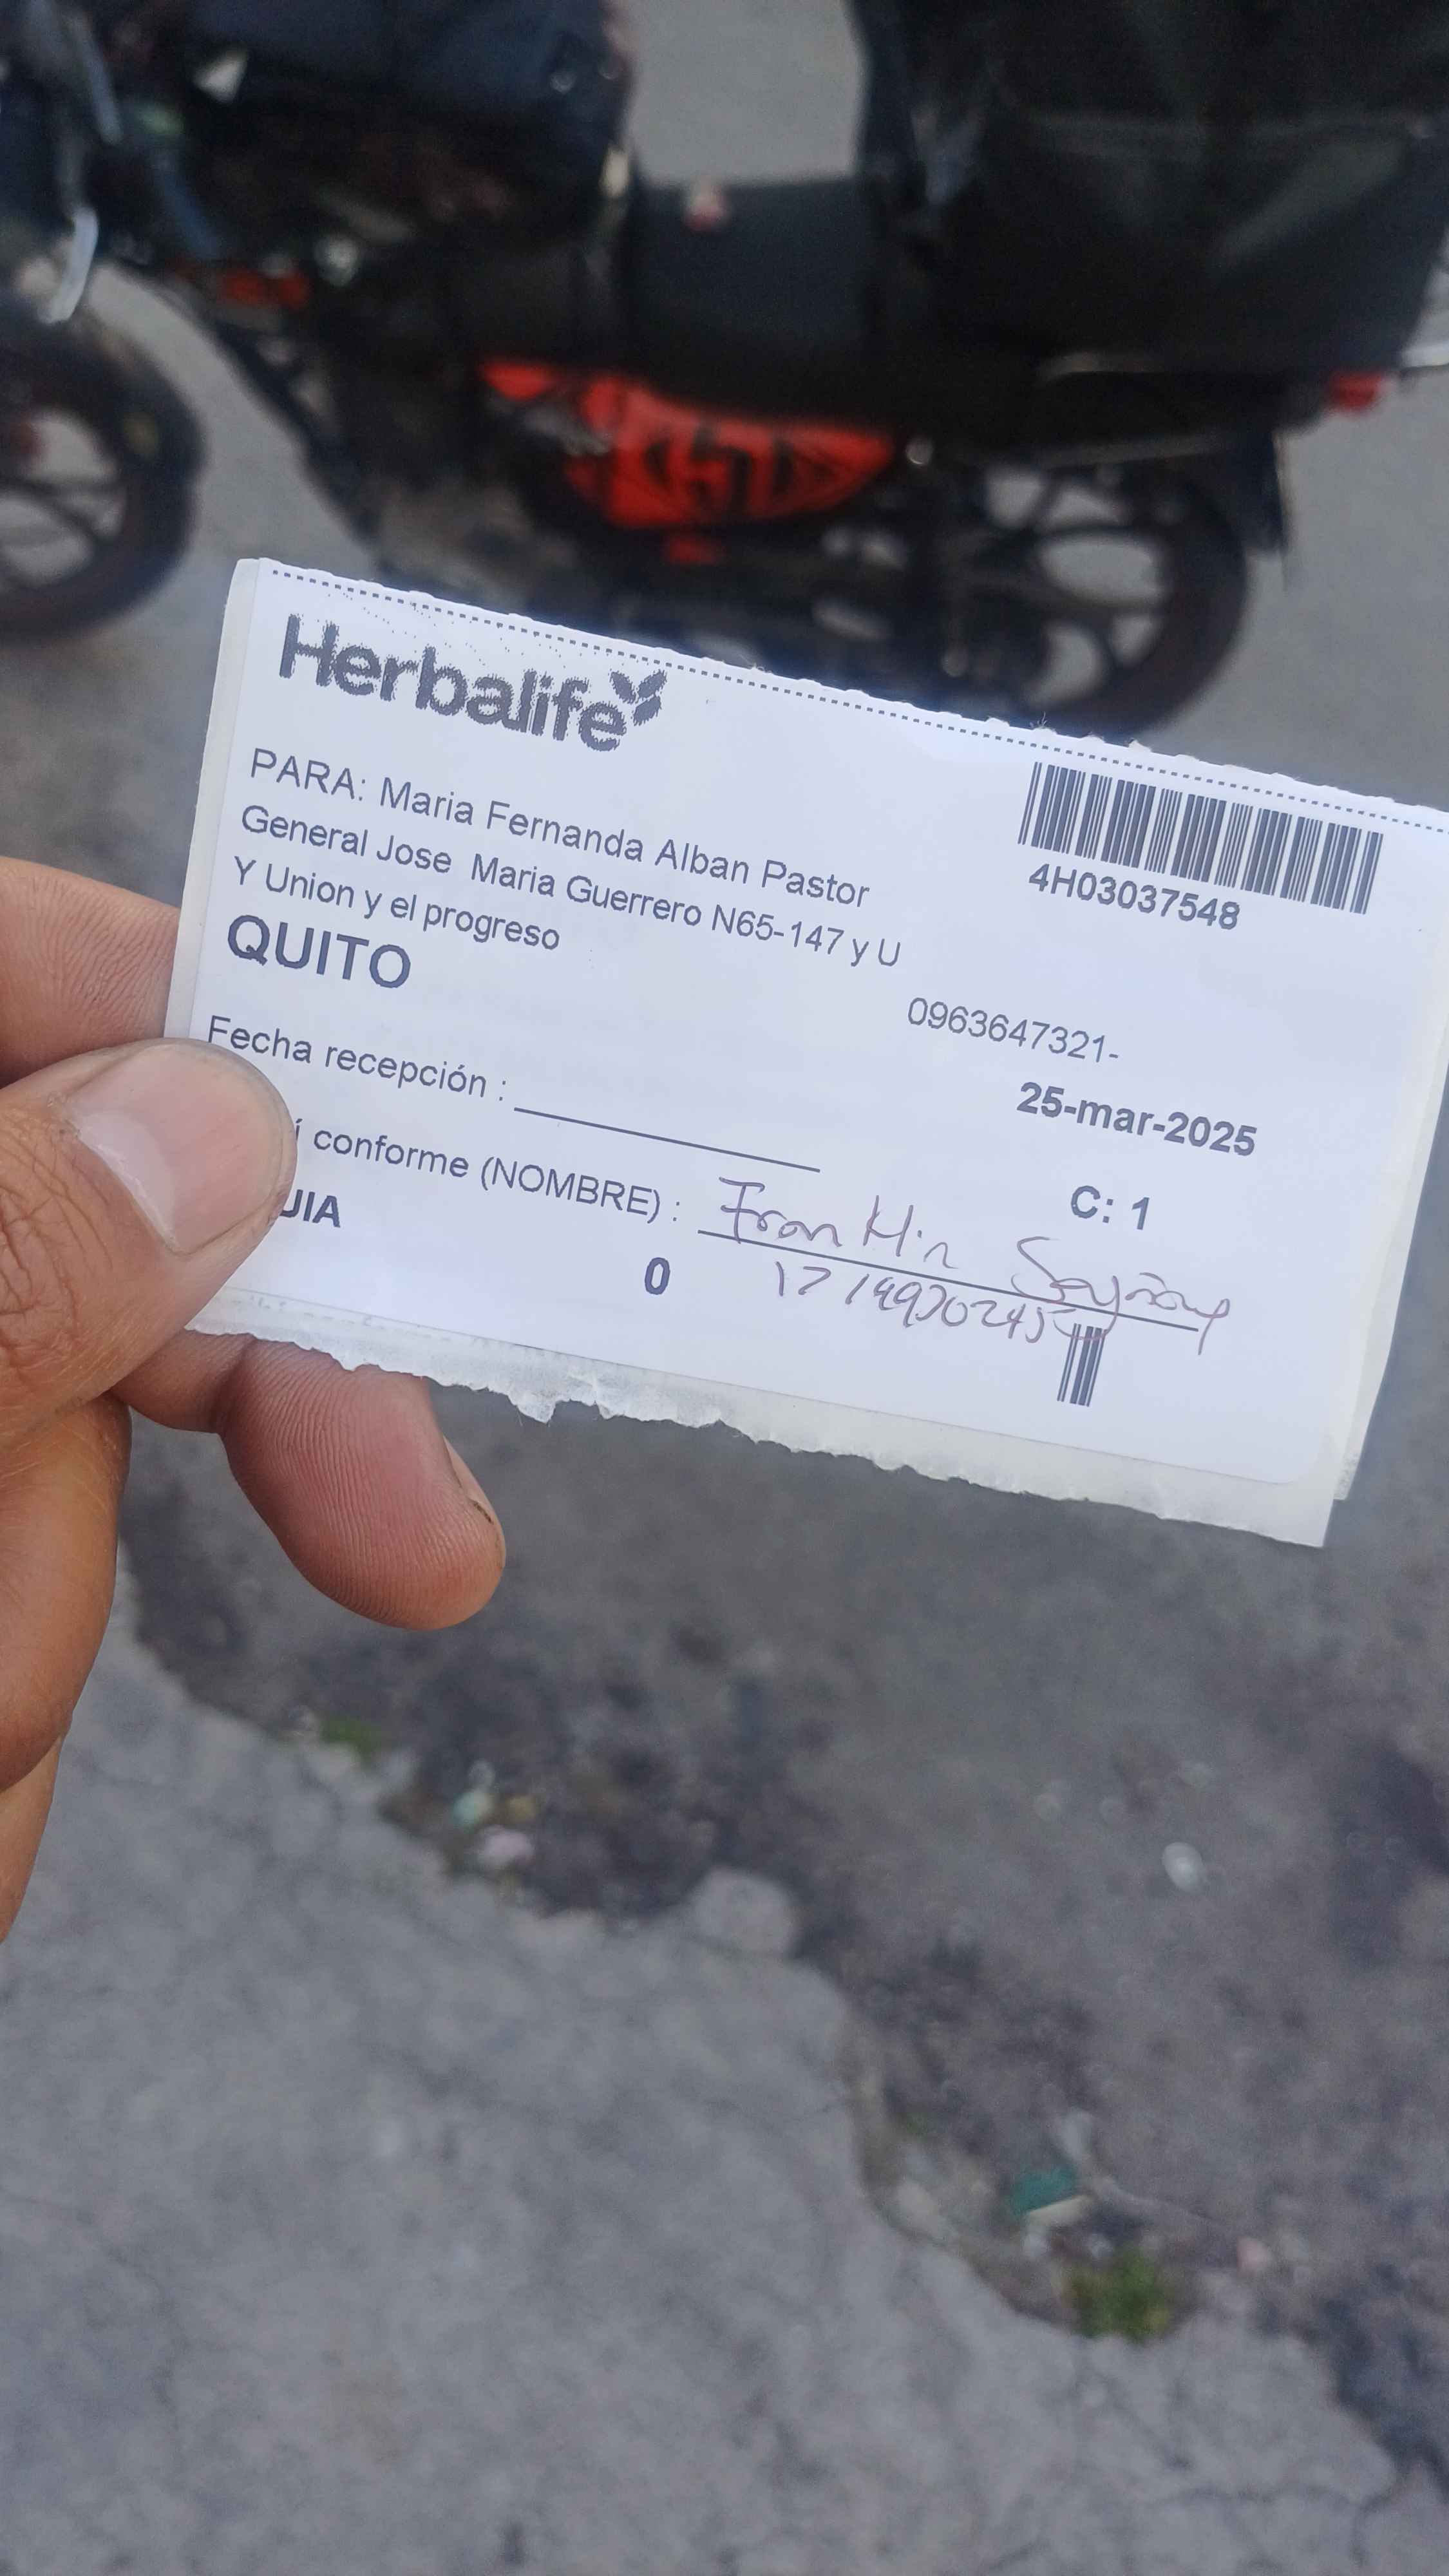 Herbalife
PARA: Maria Fernanda Alban Pastor
General Jose Maria Guerrero N65-147 y U
Y Union y el progreso
QUITO
4H03037548
0963647321-
25-mar-2025
Fecha recepción :
C: 1
í conforme (NOMBRE) : Franklin
UIA
0